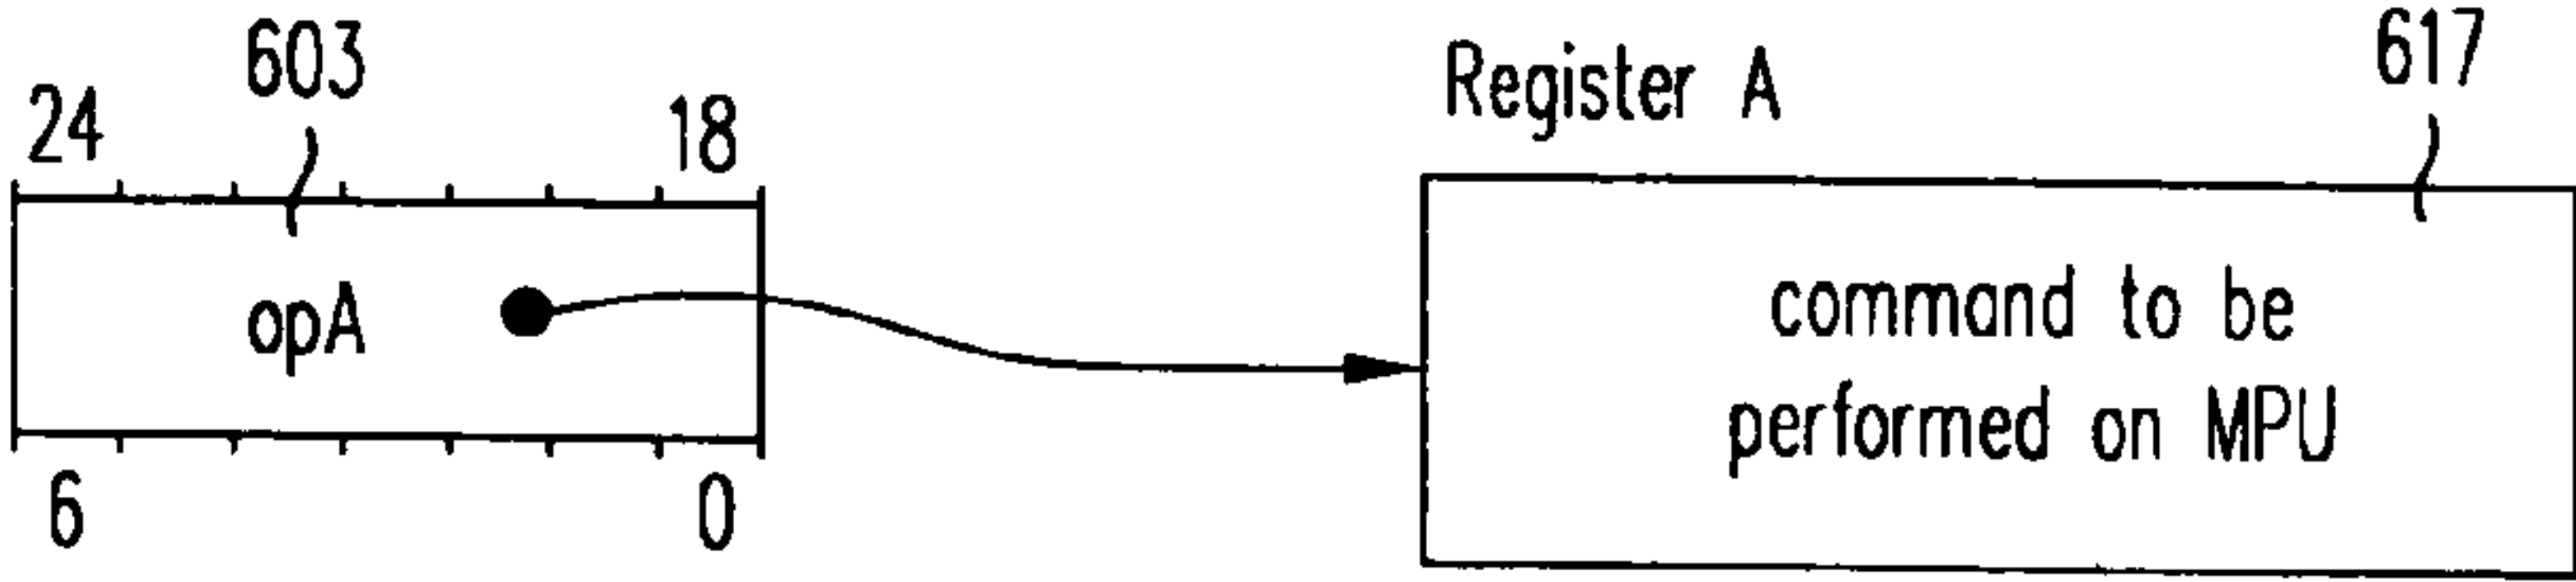 603
24
18
opA
6
0
Register A
617
command to be
performed on MPU